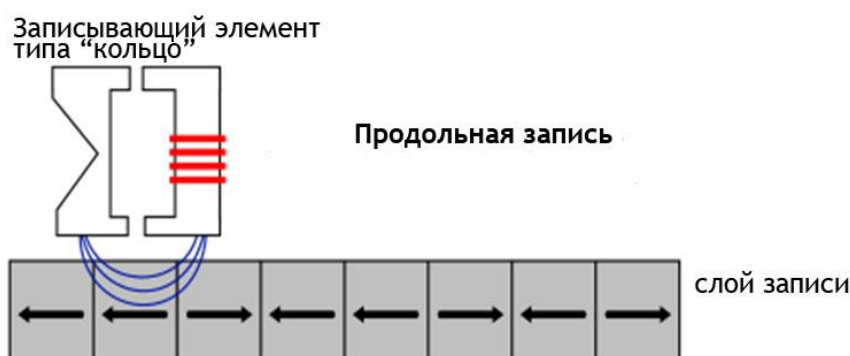 Записывающий элемент
типа “кольцо”
Продольная запись
слой записи